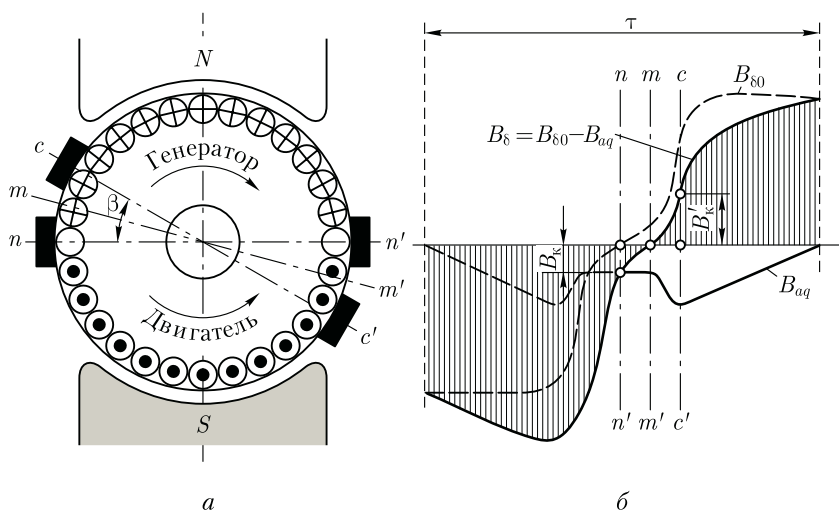 N
c
m
n
β
Генератор
Двигатель
n′
m′
c′
S
а
τ
n m c
B_δ0
B_δ = B_δ0 − B_aq
B_к
B′_к
B_aq
n′ m′ c′
б